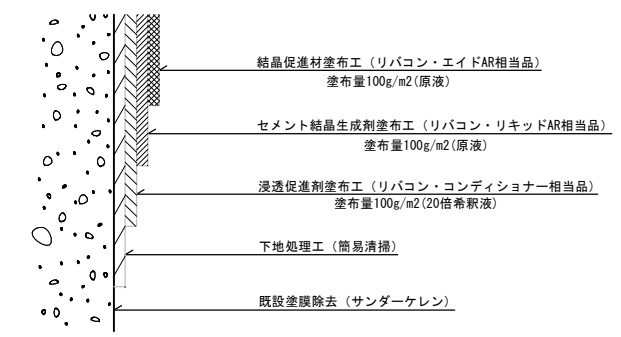 結晶促進材塗布工（リバコン・エイドAR相当品）
塗布量100g/m2(原液)
セメント結晶生成剤塗布工（リバコン・リキッドAR相当品）
塗布量100g/m2(原液)
浸透促進剤塗布工（リバコン・コンディショナー相当品）
塗布量100g/m2(20倍希釈液)
下地処理工（簡易清掃）
既設塗膜除去（サンダーケレン）